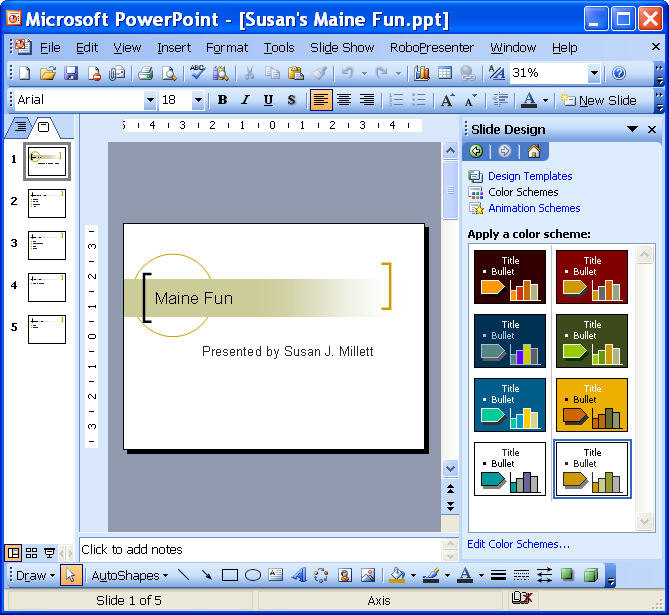 Microsoft PowerPoint - [Susan's Maine Fun.ppt]
File Edit View Insert Format Tools Slide Show RoboPresenter Window Help
31%
Arial 18 B I U S A A A New Slide
5 4 3 2 1 0 1 2 3 4
Slide Design
Design Templates
Color Schemes
Animation Schemes
Apply a color scheme:
Title
• Bullet
Title
• Bullet
Title
• Bullet
Title
• Bullet
Title
• Bullet
Title
• Bullet
Title
• Bullet
Title
• Bullet
Edit Color Schemes...
1
2
3
4
5
3
2
1
0
1
2
3
Maine Fun
Presented by Susan J. Millett
Click to add notes
Draw AutoShapes A A
Slide 1 of 5 Axis